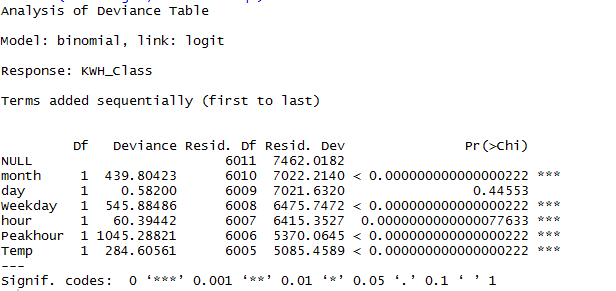 Analysis of Deviance Table
Model: binomial, link: logit
Response: KWH_Class
Terms added sequentially (first to last)
Df Deviance Resid. Df Resid. Dev Pr(>Chi)
NULL 6011 7462.0182
month 1 439.80423 6010 7022.2140 < 0.000000000000000222 ***
day 1 0.58200 6009 7021.6320 0.44553
Weekday 1 545.88486 6008 6475.7472 < 0.000000000000000222 ***
hour 1 60.39442 6007 6415.3527 0.0000000000000077633 ***
Peakhour 1 1045.28821 6006 5370.0645 < 0.000000000000000222 ***
Temp 1 284.60561 6005 5085.4589 < 0.000000000000000222 ***
---
Signif. codes: 0 ‘***’ 0.001 ‘**’ 0.01 ‘*’ 0.05 ‘.’ 0.1 ‘ ’ 1